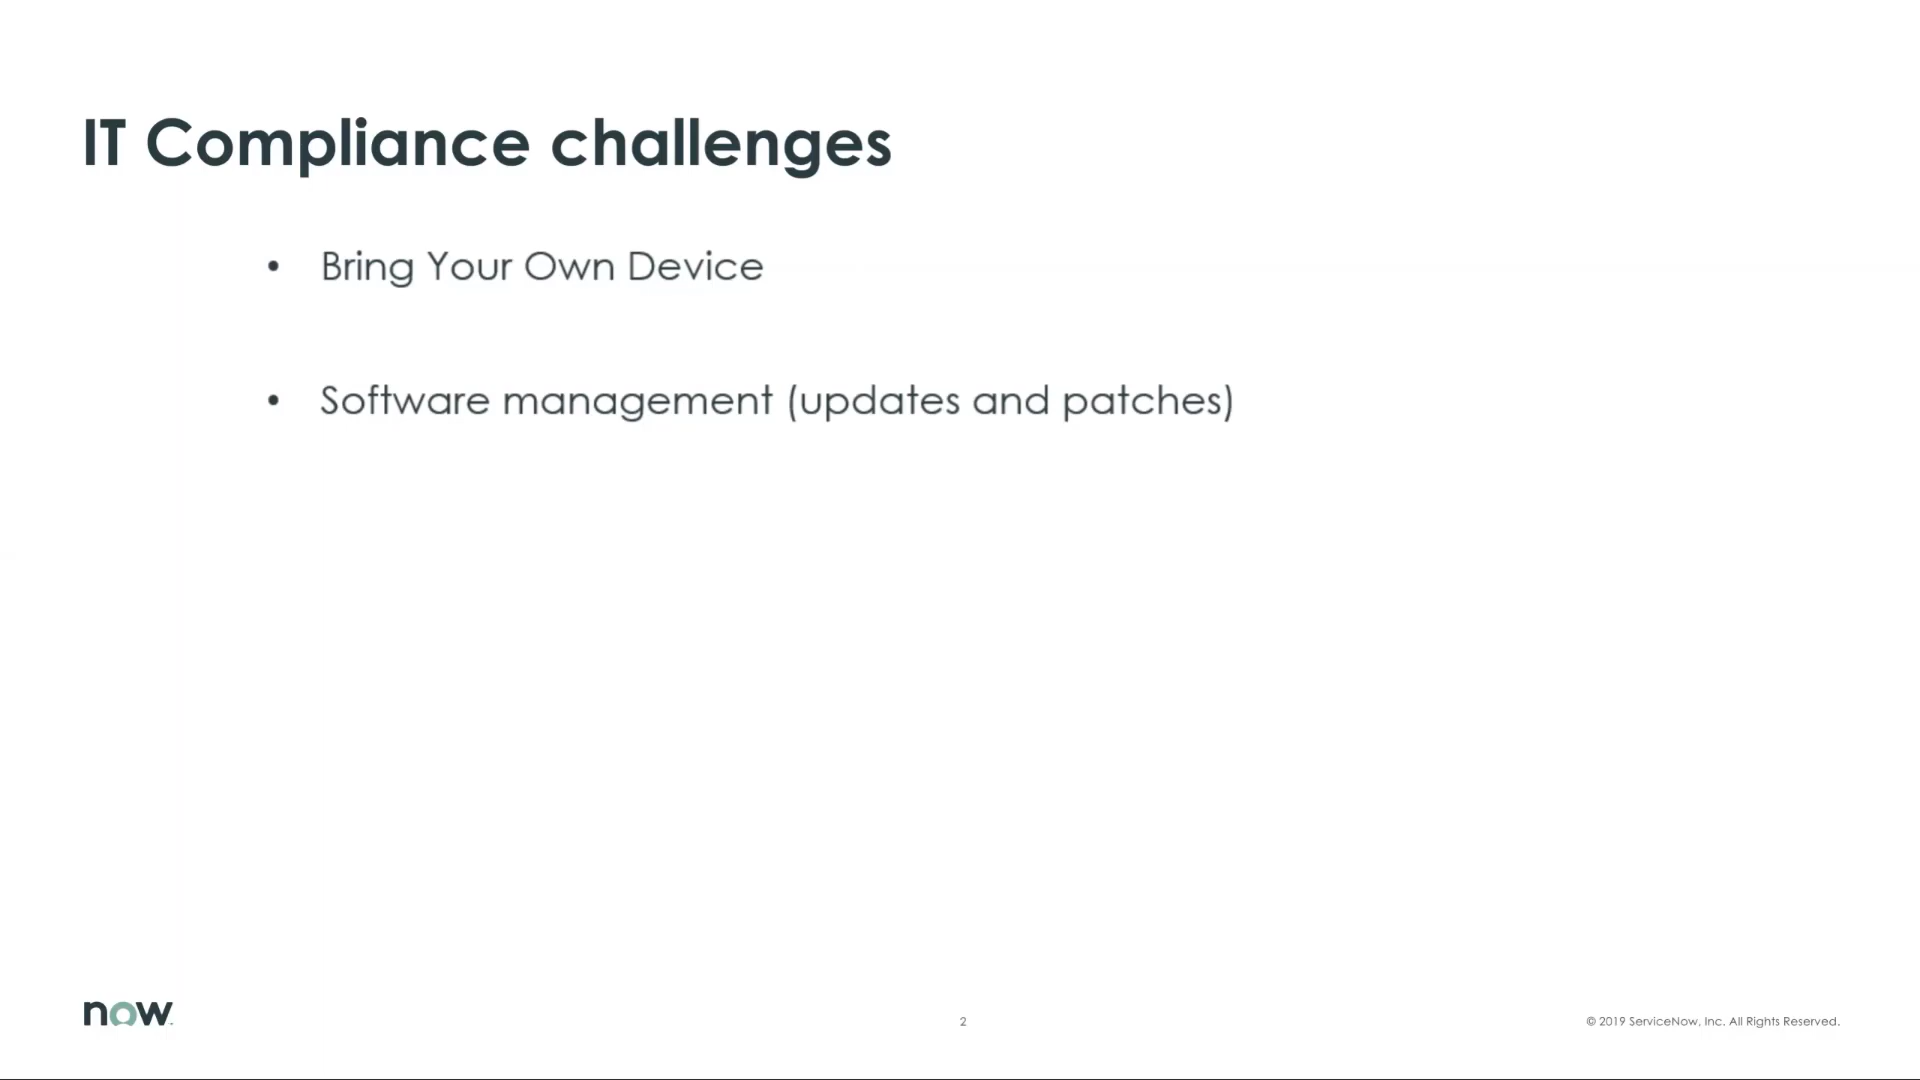 IT Compliance challenges
• Bring Your Own Device
• Software management (updates and patches)
now
2
© 2019 ServiceNow, Inc. All Rights Reserved.